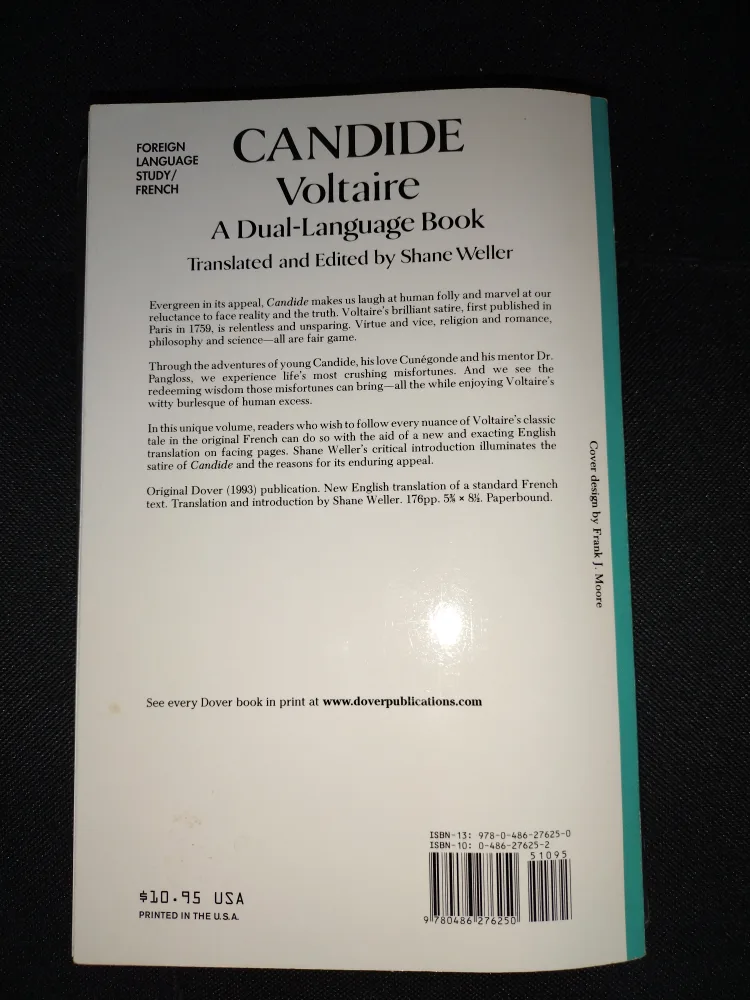 FOREIGN
LANGUAGE
STUDY/
FRENCH
CANDIDE
Voltaire
A Dual-Language Book
Translated and Edited by Shane Weller
Evergreen in its appeal, Candide makes us laugh at human folly and marvel at our
reluctance to face reality and the truth. Voltaire's brilliant satire, first published in
Paris in 1759, is relentless and unsparing. Virtue and vice, religion and romance,
philosophy and science—all are fair game.
Through the adventures of young Candide, his love Cunégonde and his mentor Dr.
Pangloss, we experience life's most crushing misfortunes. And we see the
redeeming wisdom those misfortunes can bring—all the while enjoying Voltaire's
witty burlesque of human excess.
In this unique volume, readers who wish to follow every nuance of Voltaire's classic
tale in the original French can do so with the aid of a new and exacting English
translation on facing pages. Shane Weller's critical introduction illuminates the
satire of Candide and the reasons for its enduring appeal.
Original Dover (1993) publication. New English translation of a standard French
text. Translation and introduction by Shane Weller. 176pp. 5⅜ × 8½. Paperbound.
Cover design by Frank J. Moore
See every Dover book in print at www.doverpublications.com
ISBN-13: 978-0-486-27625-0
ISBN-10: 0-486-27625-2
51095
9 780486 276250
$10.95 USA
PRINTED IN THE U.S.A.